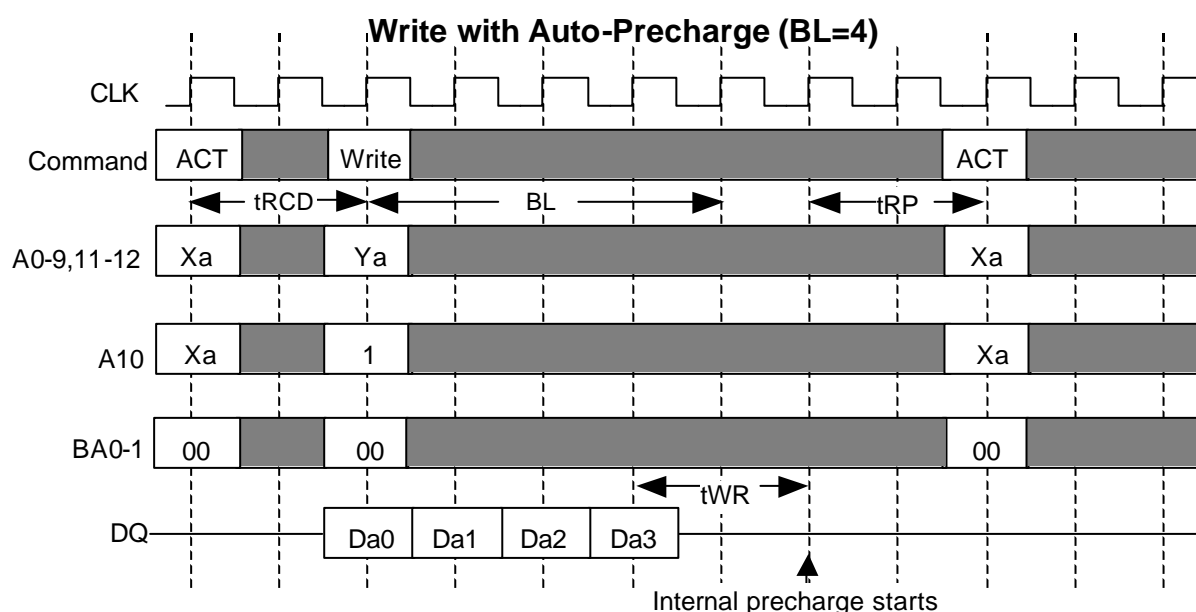 Write with Auto-Precharge (BL=4)
CLK
Command ACT Write ACT
tRCD BL tRP
A0-9,11-12 Xa Ya Xa
A10 Xa 1 Xa
BA0-1 00 00 00
tWR
DQ Da0 Da1 Da2 Da3
Internal precharge starts